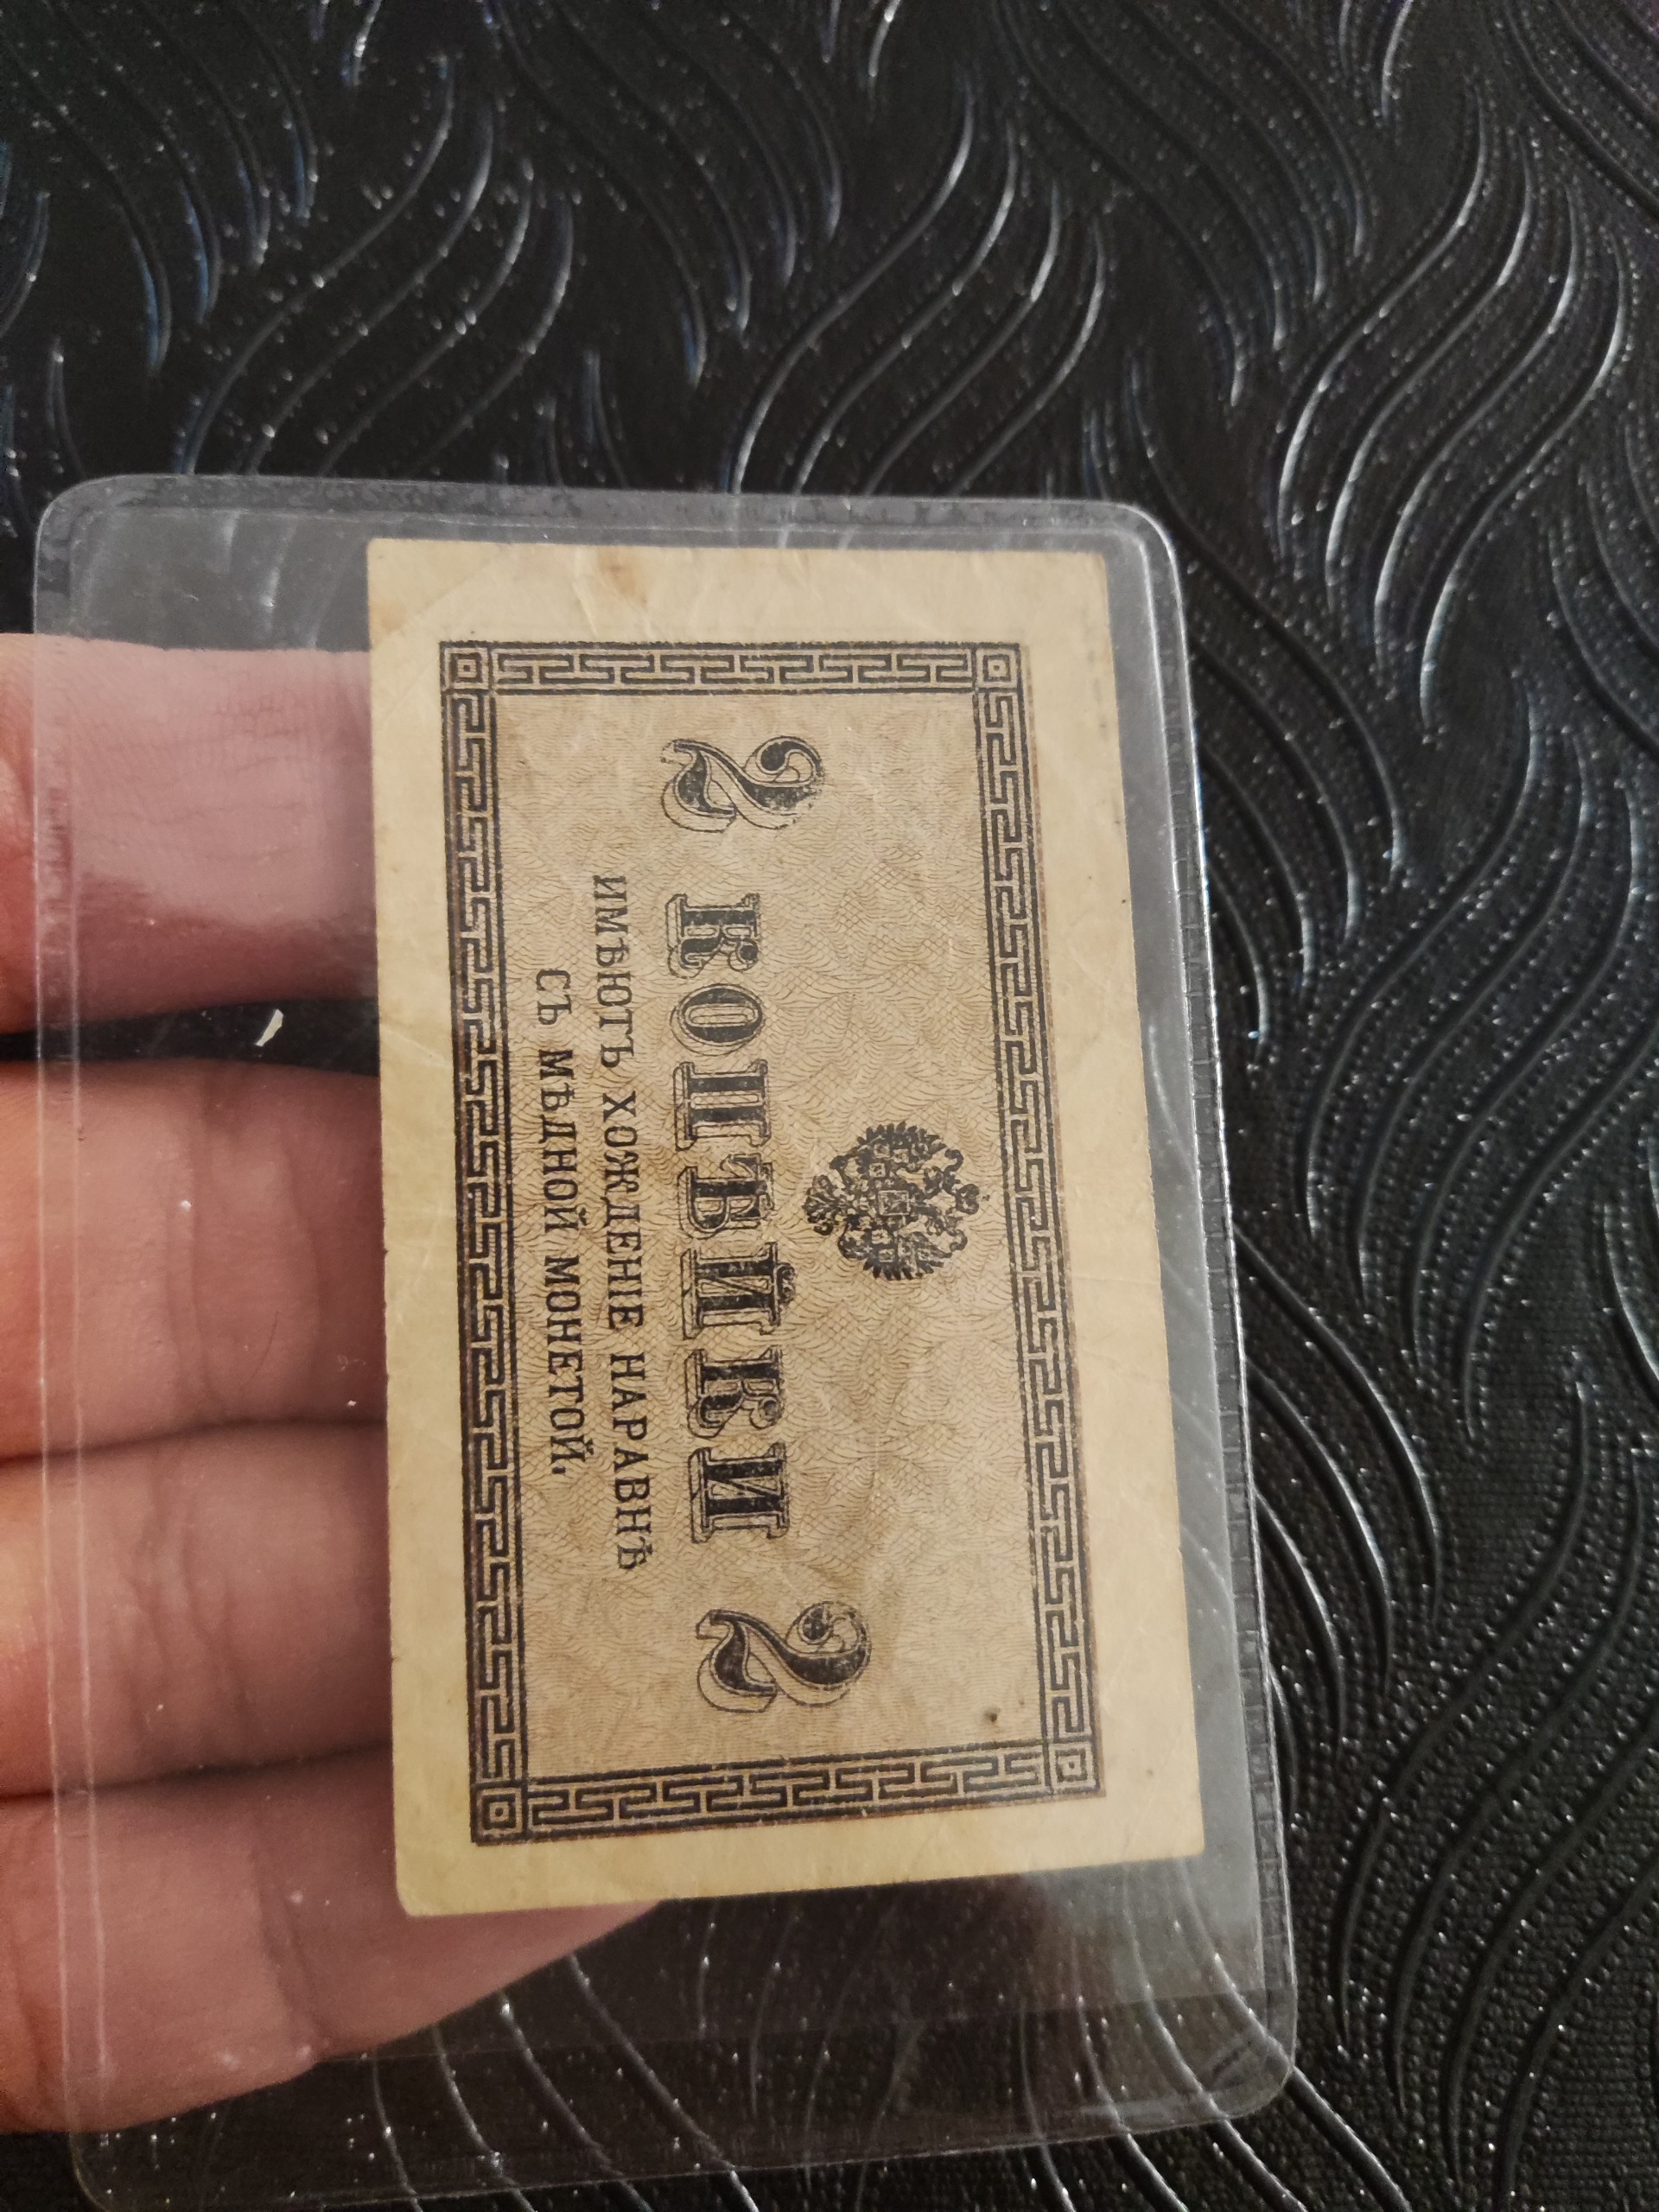 2 КОПѢЙКИ 2
ИМѢЮТЪ ХОЖДЕНІЕ НАРАВНѢ
СЪ МѢДНОЙ МОНЕТОЙ.